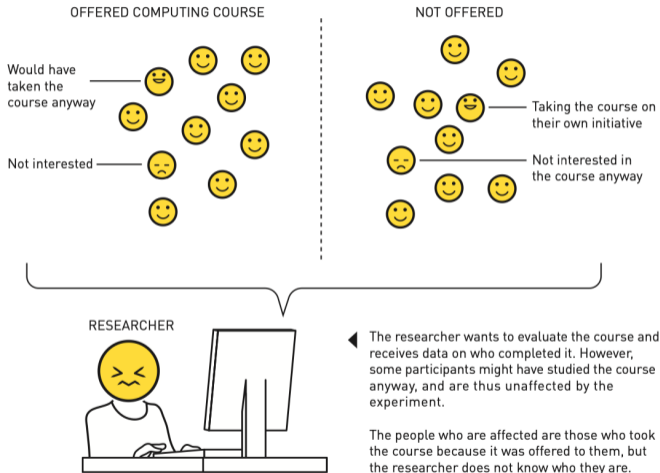 OFFERED COMPUTING COURSE
NOT OFFERED
Would have
taken the
course anyway
Not interested
Taking the course on
their own initiative
Not interested in
the course anyway
RESEARCHER
The researcher wants to evaluate the course and
receives data on who completed it. However,
some participants might have studied the course
anyway, and are thus unaffected by the
experiment.
The people who are affected are those who took
the course because it was offered to them, but
the researcher does not know who they are.